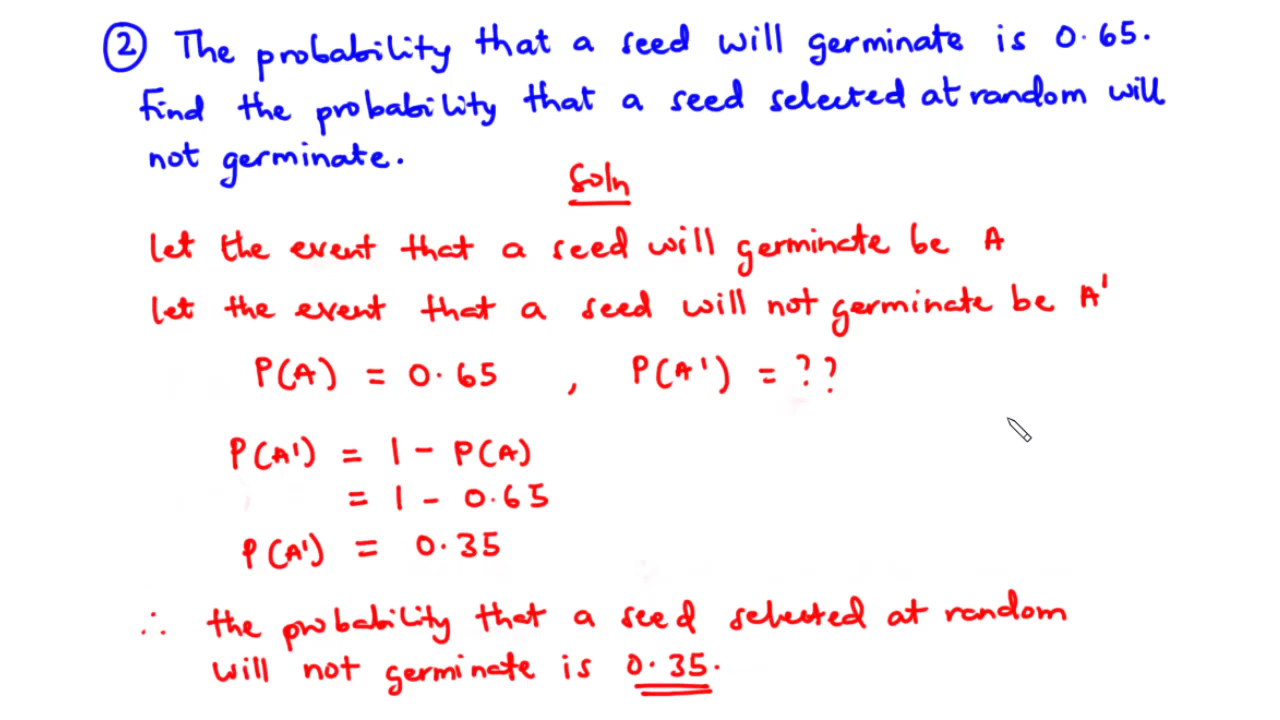 ② The probability that a seed will germinate is 0.65.
Find the probability that a seed selected at random will
not germinate.
Soln
Let the event that a seed will germinate be A
Let the event that a seed will not germinate be A'
P(A) = 0.65 , P(A') = ??
P(A') = 1 - P(A)
= 1 - 0.65
P(A') = 0.35
∴ the probability that a seed selected at random
will not germinate is 0.35.